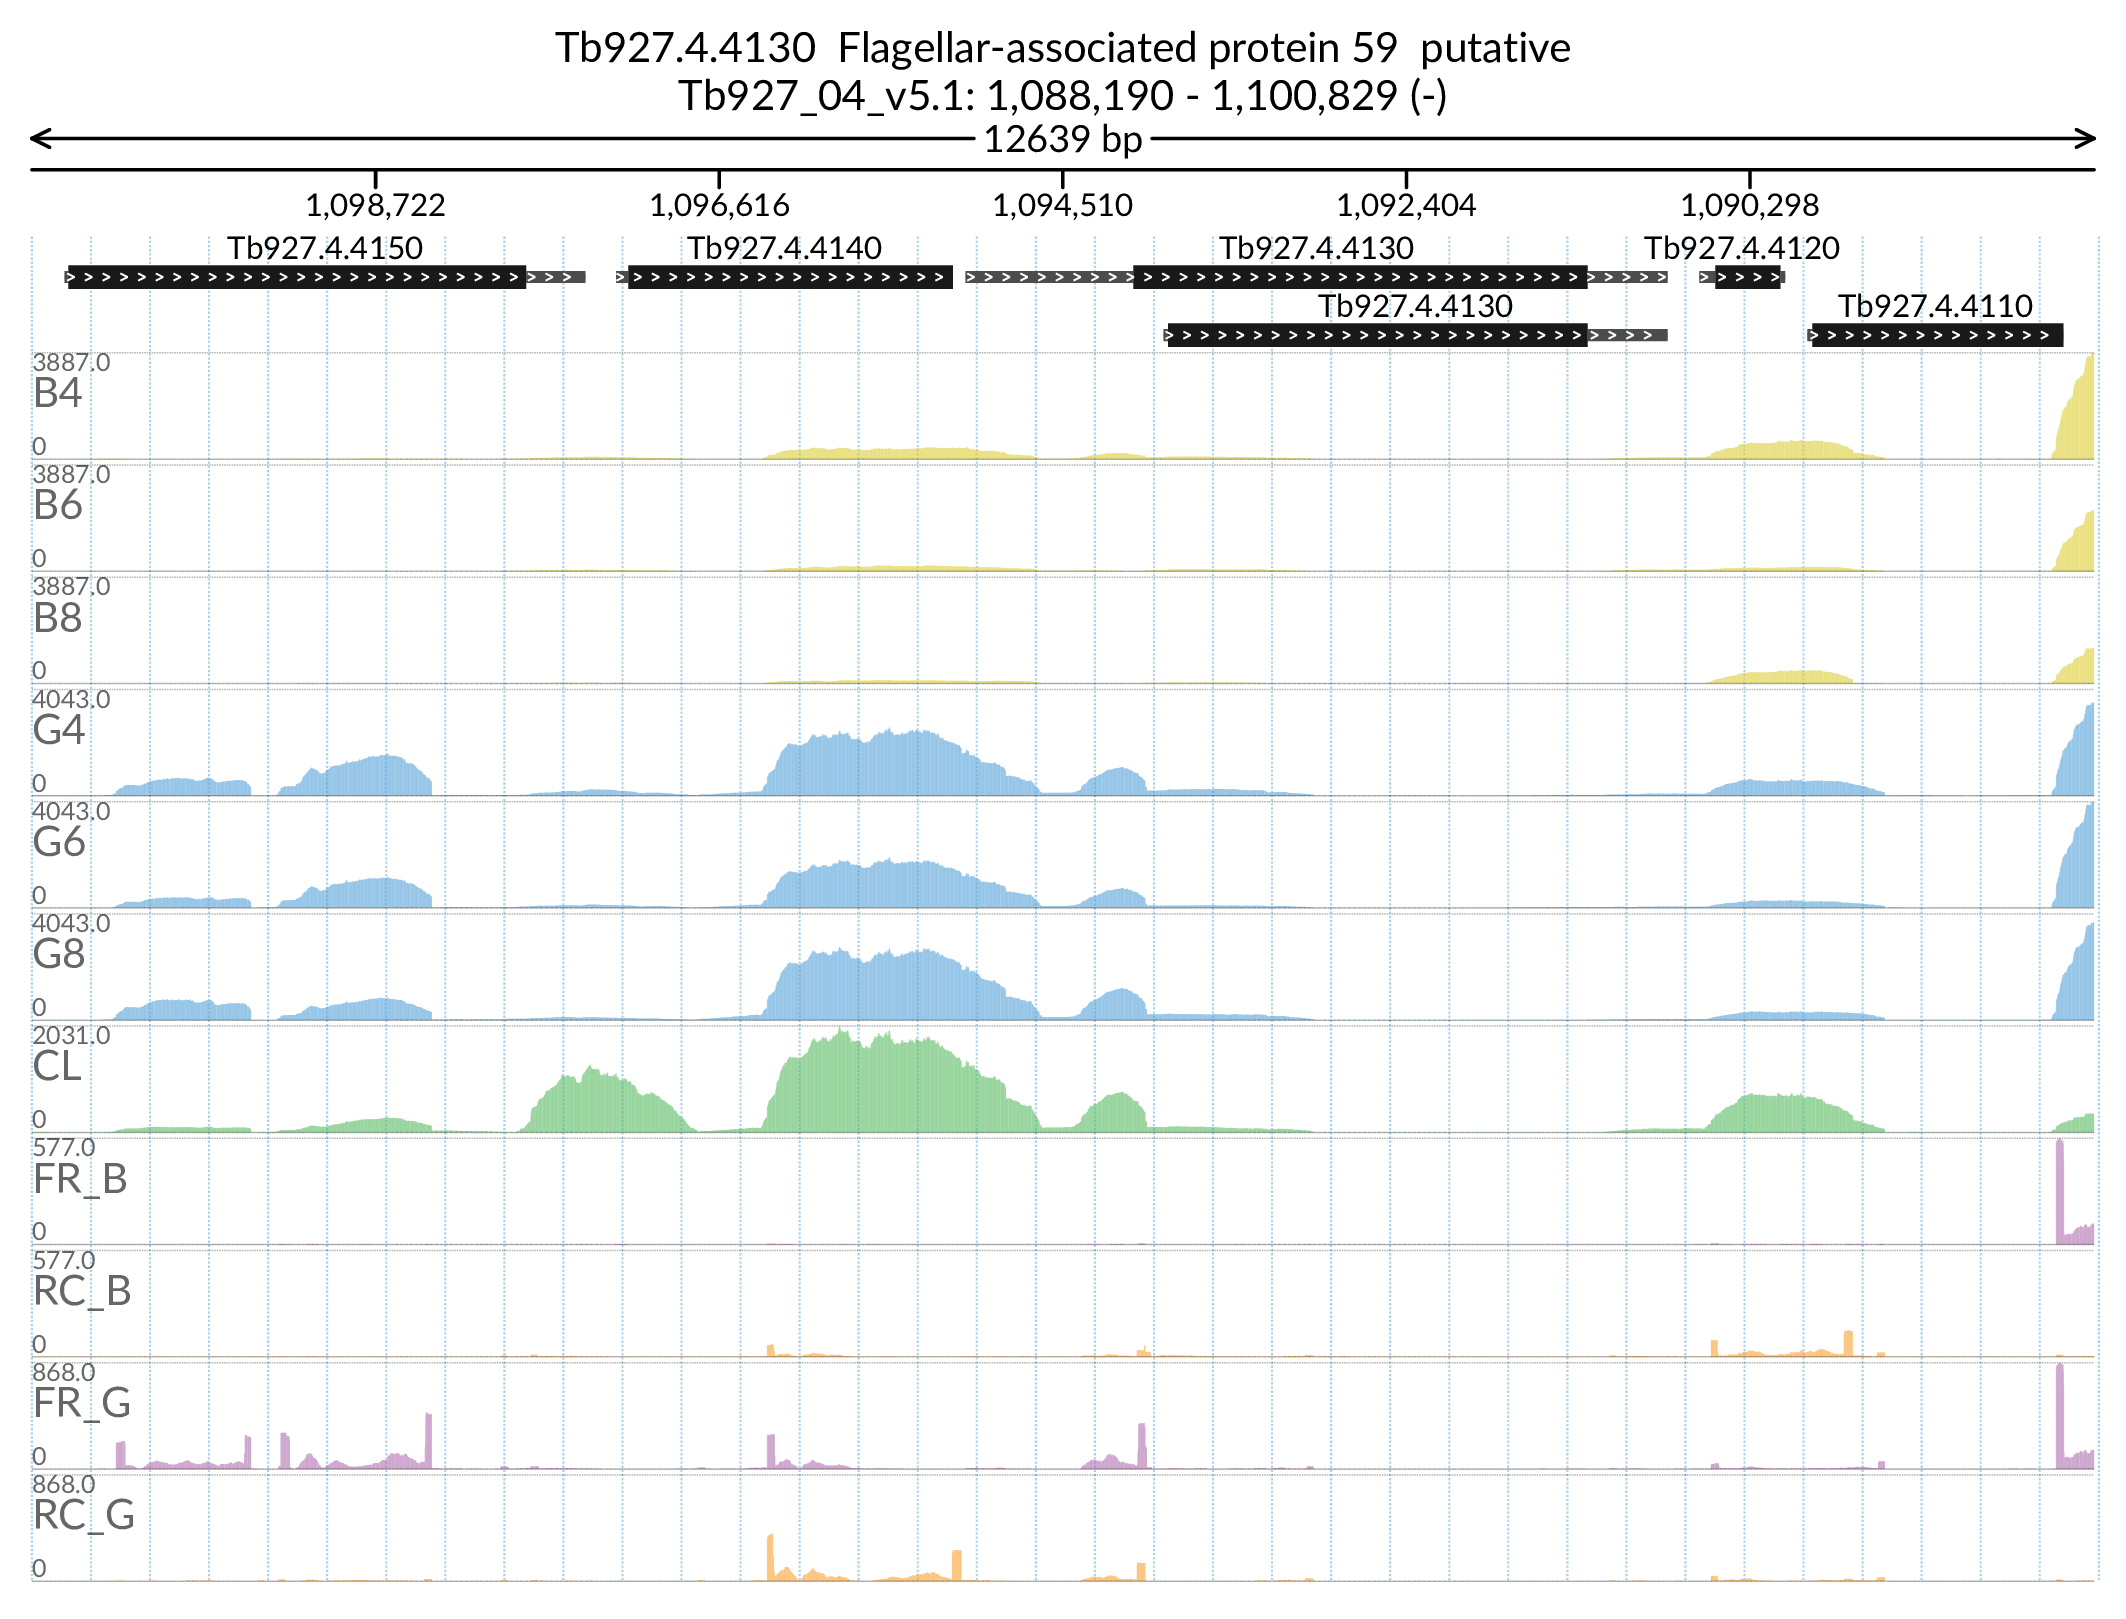 Tb927.4.4130  Flagellar-associated protein 59  putative
Tb927_04_v5.1: 1,088,190 - 1,100,829 (-)
12639 bp
1,098,722 1,096,616 1,094,510 1,092,404 1,090,298
Tb927.4.4150 Tb927.4.4140 Tb927.4.4130 Tb927.4.4120
Tb927.4.4130 Tb927.4.4110
3887.0
B4
0
3887.0
B6
0
3887.0
B8
0
4043.0
G4
0
4043.0
G6
0
4043.0
G8
0
2031.0
CL
0
577.0
FR_B
0
577.0
RC_B
0
868.0
FR_G
0
868.0
RC_G
0